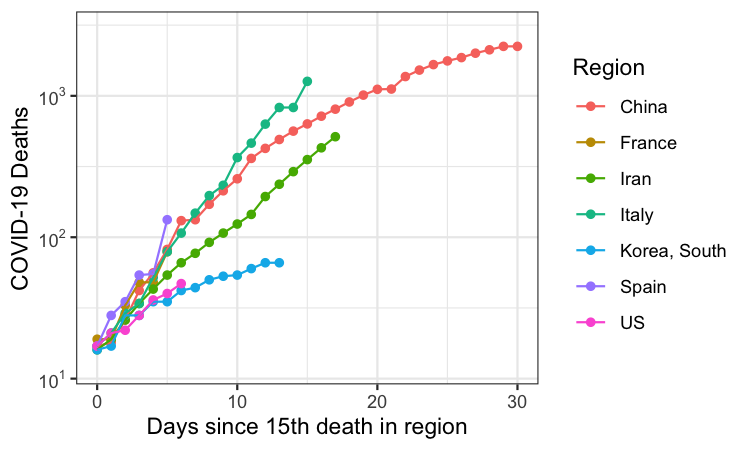 COVID-19 Deaths
10³
10²
10¹
0 10 20 30
Days since 15th death in region
Region
China
France
Iran
Italy
Korea, South
Spain
US